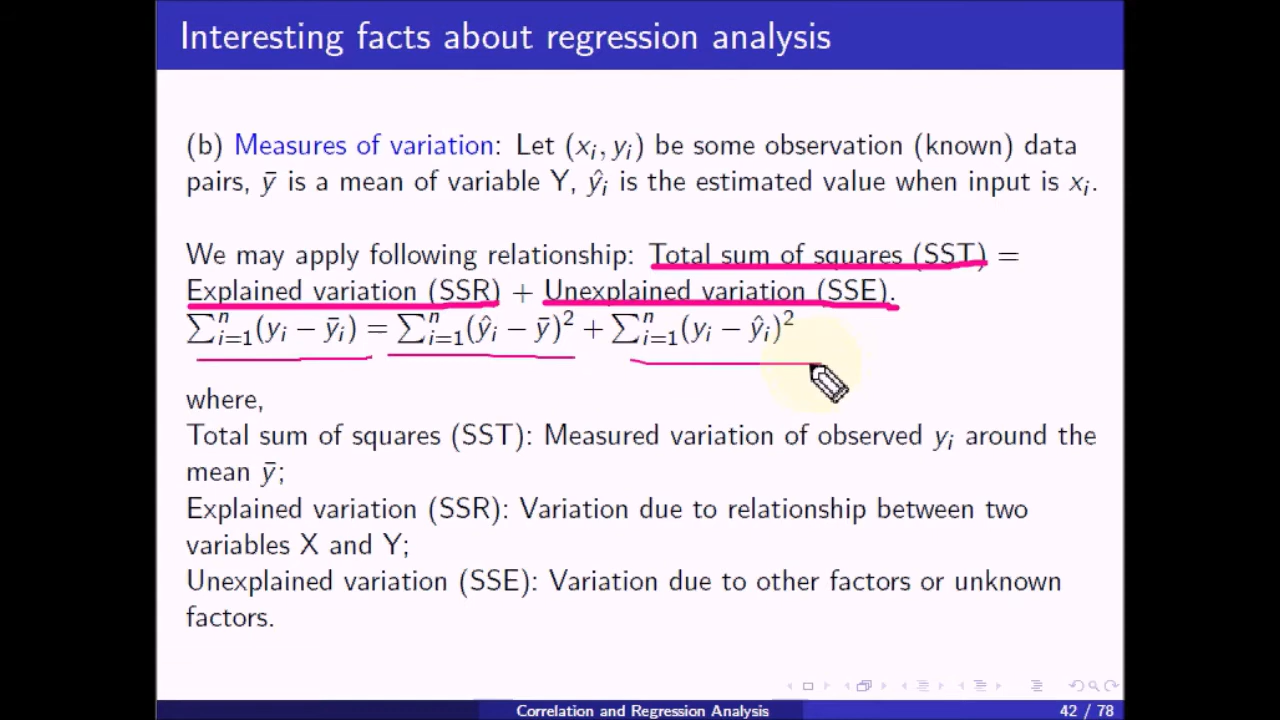 Interesting facts about regression analysis
(b) Measures of variation: Let (xᵢ, yᵢ) be some observation (known) data
pairs, ȳ is a mean of variable Y, ŷᵢ is the estimated value when input is xᵢ.
We may apply following relationship: Total sum of squares (SST) =
Explained variation (SSR) + Unexplained variation (SSE).
∑ⁿᵢ₌₁(yᵢ − ȳᵢ) = ∑ⁿᵢ₌₁(ŷᵢ − ȳ)² + ∑ⁿᵢ₌₁(yᵢ − ŷᵢ)²
where,
Total sum of squares (SST): Measured variation of observed yᵢ around the
mean ȳ;
Explained variation (SSR): Variation due to relationship between two
variables X and Y;
Unexplained variation (SSE): Variation due to other factors or unknown
factors.
Correlation and Regression Analysis
42 / 78